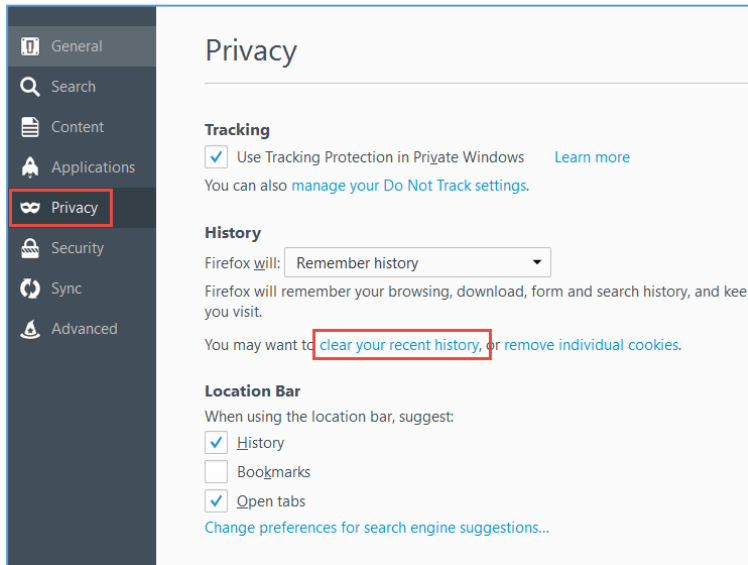 General
Search
Content
Applications
Privacy
Security
Sync
Advanced
Privacy
Tracking
Use Tracking Protection in Private Windows Learn more
You can also manage your Do Not Track settings.
History
Firefox will: Remember history
Firefox will remember your browsing, download, form and search history, and kee
you visit.
You may want to clear your recent history, or remove individual cookies.
Location Bar
When using the location bar, suggest:
History
Bookmarks
Open tabs
Change preferences for search engine suggestions...